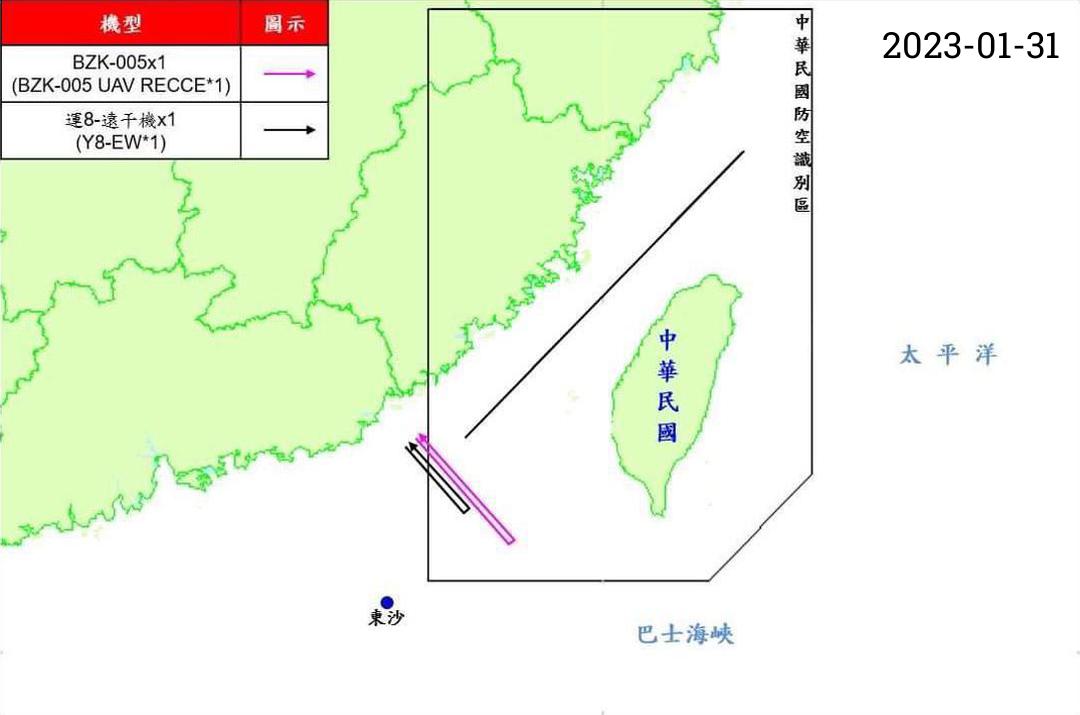 機型 圖示
BZK-005x1
(BZK-005 UAV RECCE*1)
運8-遠干機x1
(Y8-EW*1)
2023-01-31
中華民國防空識別區
中華民國
太平洋
東沙
巴士海峽